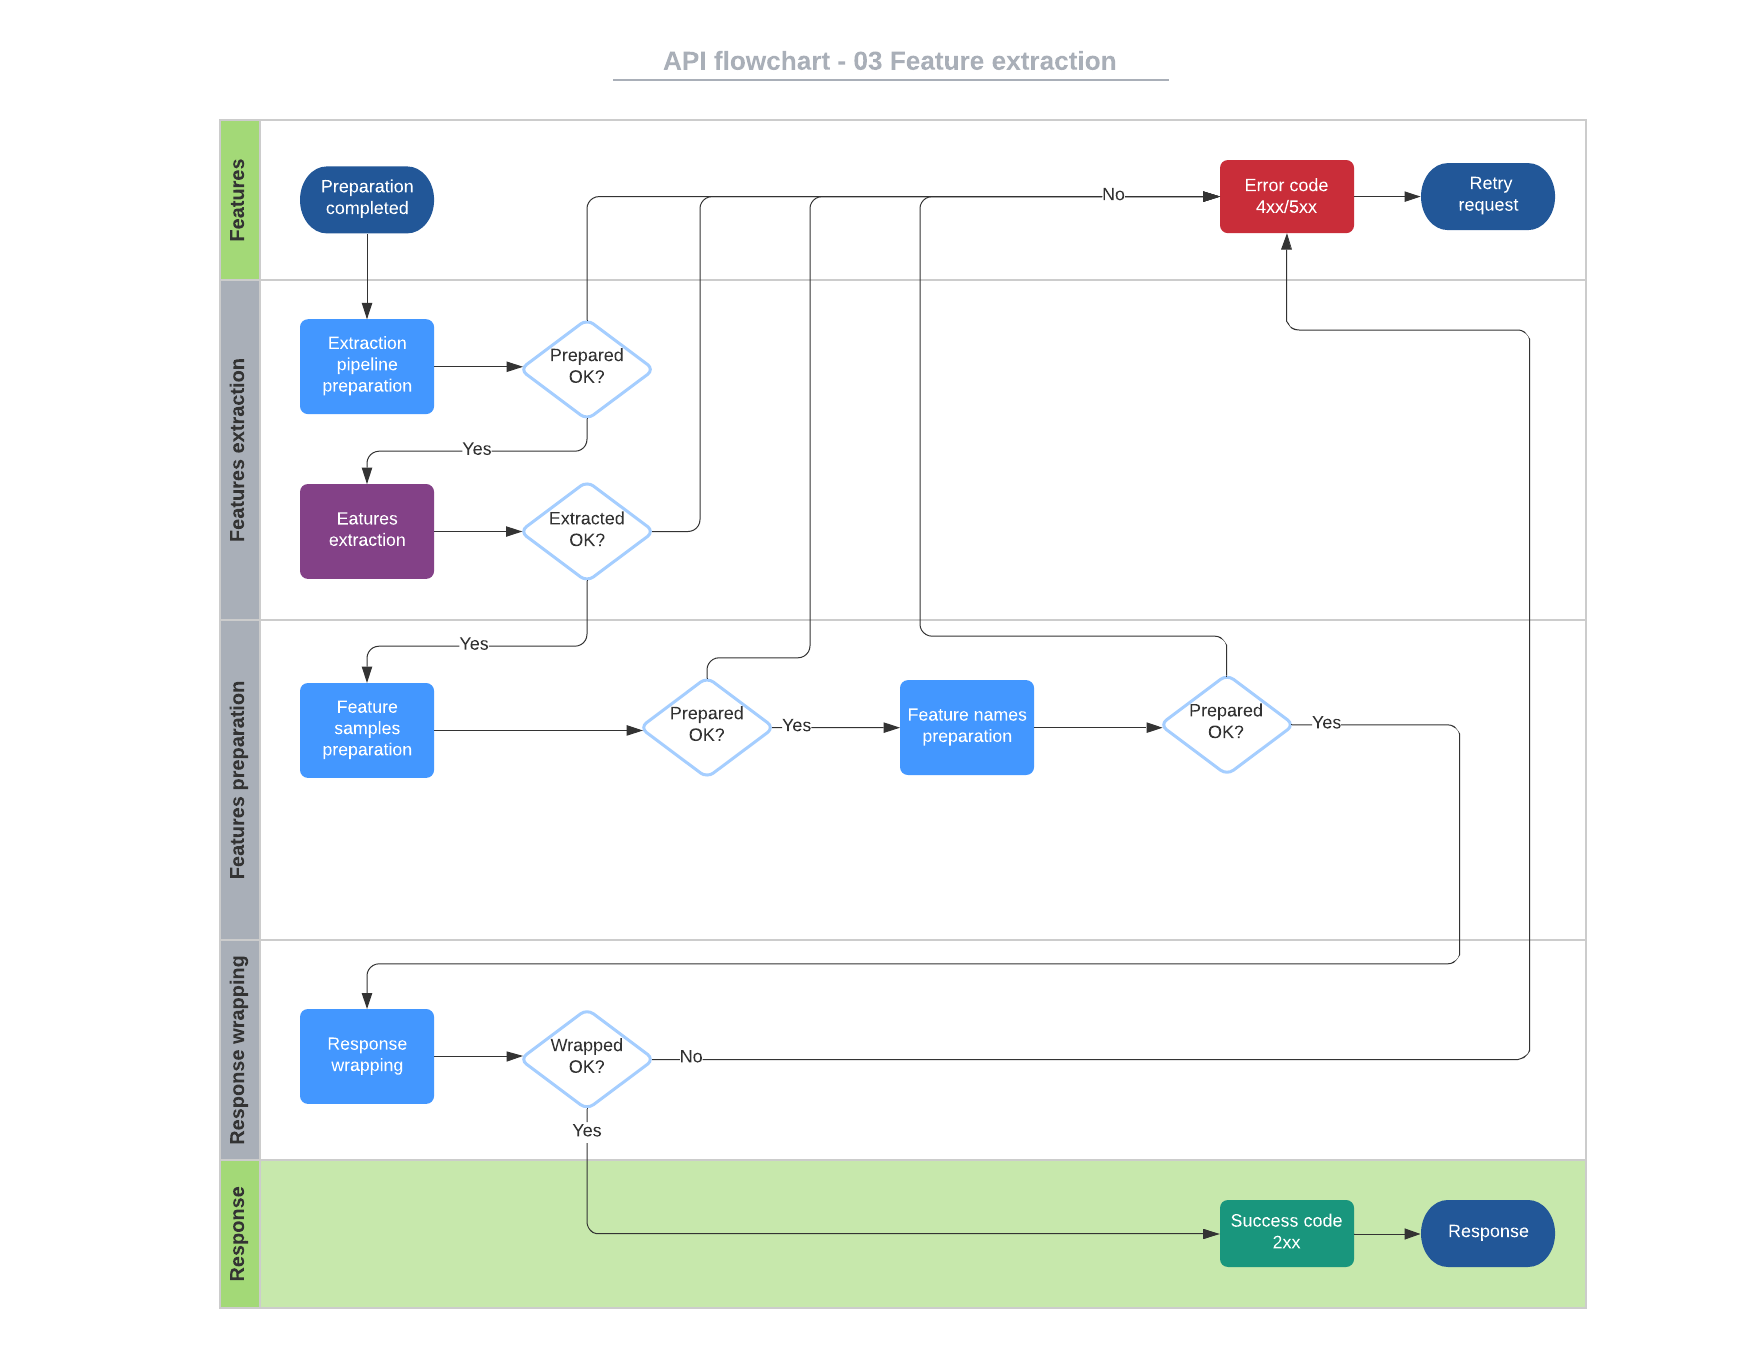 API flowchart - 03 Feature extraction
Features
Preparation
completed
No
Error code
4xx/5xx
Retry
request
Features extraction
Extraction
pipeline
preparation
Prepared
OK?
Yes
Eatures
extraction
Extracted
OK?
Yes
Features preparation
Feature
samples
preparation
Prepared
OK?
Yes
Feature names
preparation
Prepared
OK?
Yes
Response wrapping
Response
wrapping
Wrapped
OK?
No
Yes
Response
Success code
2xx
Response